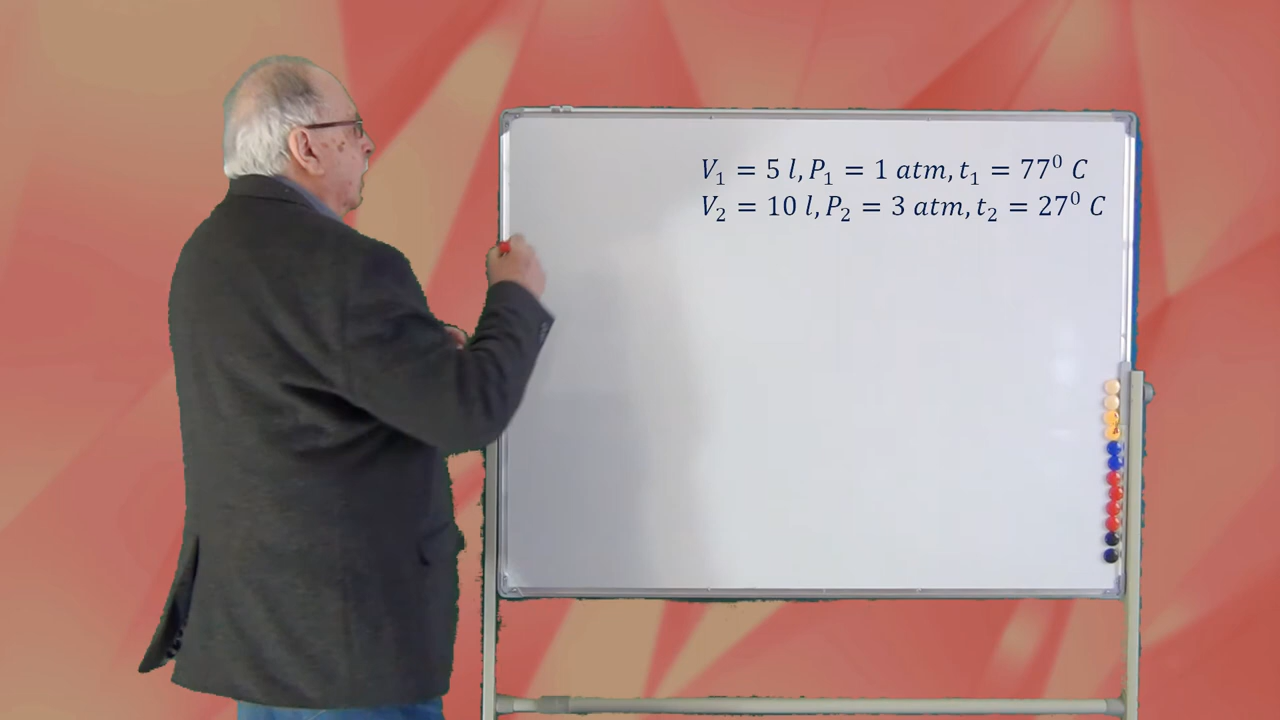 V₁ = 5 l, P₁ = 1 atm, t₁ = 77⁰ C
V₂ = 10 l, P₂ = 3 atm, t₂ = 27⁰ C